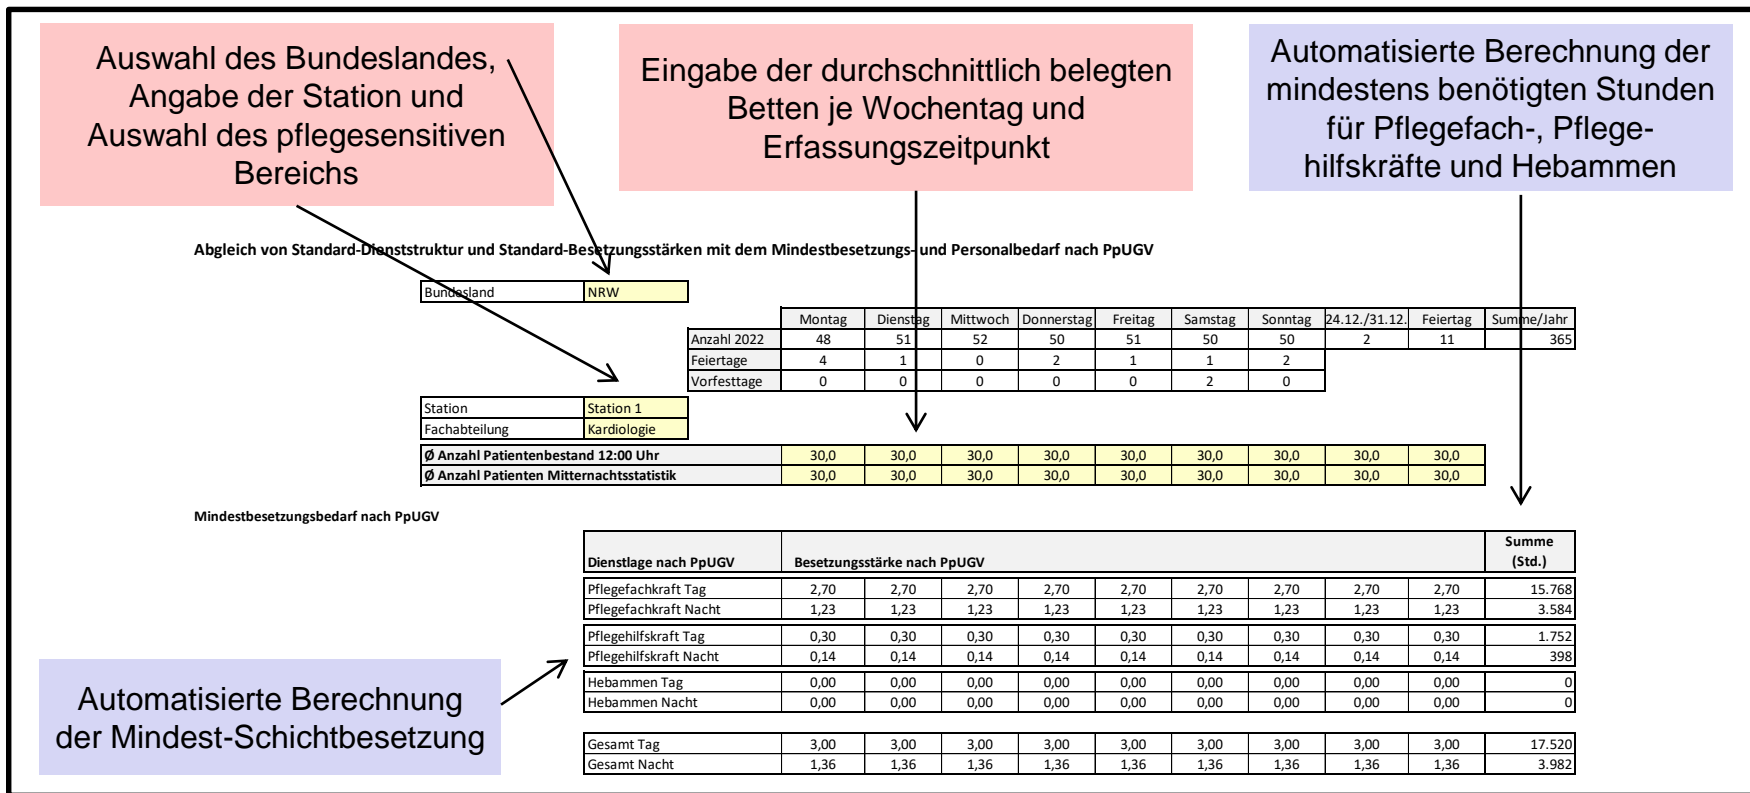 Auswahl des Bundeslandes,
Angabe der Station und
Auswahl des pflegesensitiven
Bereichs
Eingabe der durchschnittlich belegten
Betten je Wochentag und
Erfassungszeitpunkt
Automatisierte Berechnung der
mindestens benötigten Stunden
für Pflegefach-, Pflege-
hilfskräfte und Hebammen
Abgleich von Standard-Dienststruktur und Standard-Besetzungsstärken mit dem Mindestbesetzungs- und Personalbedarf nach PpUGV
Bundesland NRW
Montag Dienstag Mittwoch Donnerstag Freitag Samstag Sonntag 24.12./31.12. Feiertag Summe/Jahr
Anzahl 2022 48 51 52 50 51 50 50 2 11 365
Feiertage 4 1 0 2 1 1 2
Vorfesttage 0 0 0 0 0 2 0
Station Station 1
Fachabteilung Kardiologie
Ø Anzahl Patientenbestand 12:00 Uhr 30,0 30,0 30,0 30,0 30,0 30,0 30,0 30,0 30,0
Ø Anzahl Patienten Mitternachtsstatistik 30,0 30,0 30,0 30,0 30,0 30,0 30,0 30,0 30,0
Mindestbesetzungsbedarf nach PpUGV
Dienstlage nach PpUGV Besetzungsstärke nach PpUGV Summe
(Std.)
Pflegefachkraft Tag 2,70 2,70 2,70 2,70 2,70 2,70 2,70 2,70 2,70 15.768
Pflegefachkraft Nacht 1,23 1,23 1,23 1,23 1,23 1,23 1,23 1,23 1,23 3.584
Pflegehilfskraft Tag 0,30 0,30 0,30 0,30 0,30 0,30 0,30 0,30 0,30 1.752
Pflegehilfskraft Nacht 0,14 0,14 0,14 0,14 0,14 0,14 0,14 0,14 0,14 398
Hebammen Tag 0,00 0,00 0,00 0,00 0,00 0,00 0,00 0,00 0,00 0
Hebammen Nacht 0,00 0,00 0,00 0,00 0,00 0,00 0,00 0,00 0,00 0
Gesamt Tag 3,00 3,00 3,00 3,00 3,00 3,00 3,00 3,00 3,00 17.520
Gesamt Nacht 1,36 1,36 1,36 1,36 1,36 1,36 1,36 1,36 1,36 3.982
Automatisierte Berechnung
der Mindest-Schichtbesetzung